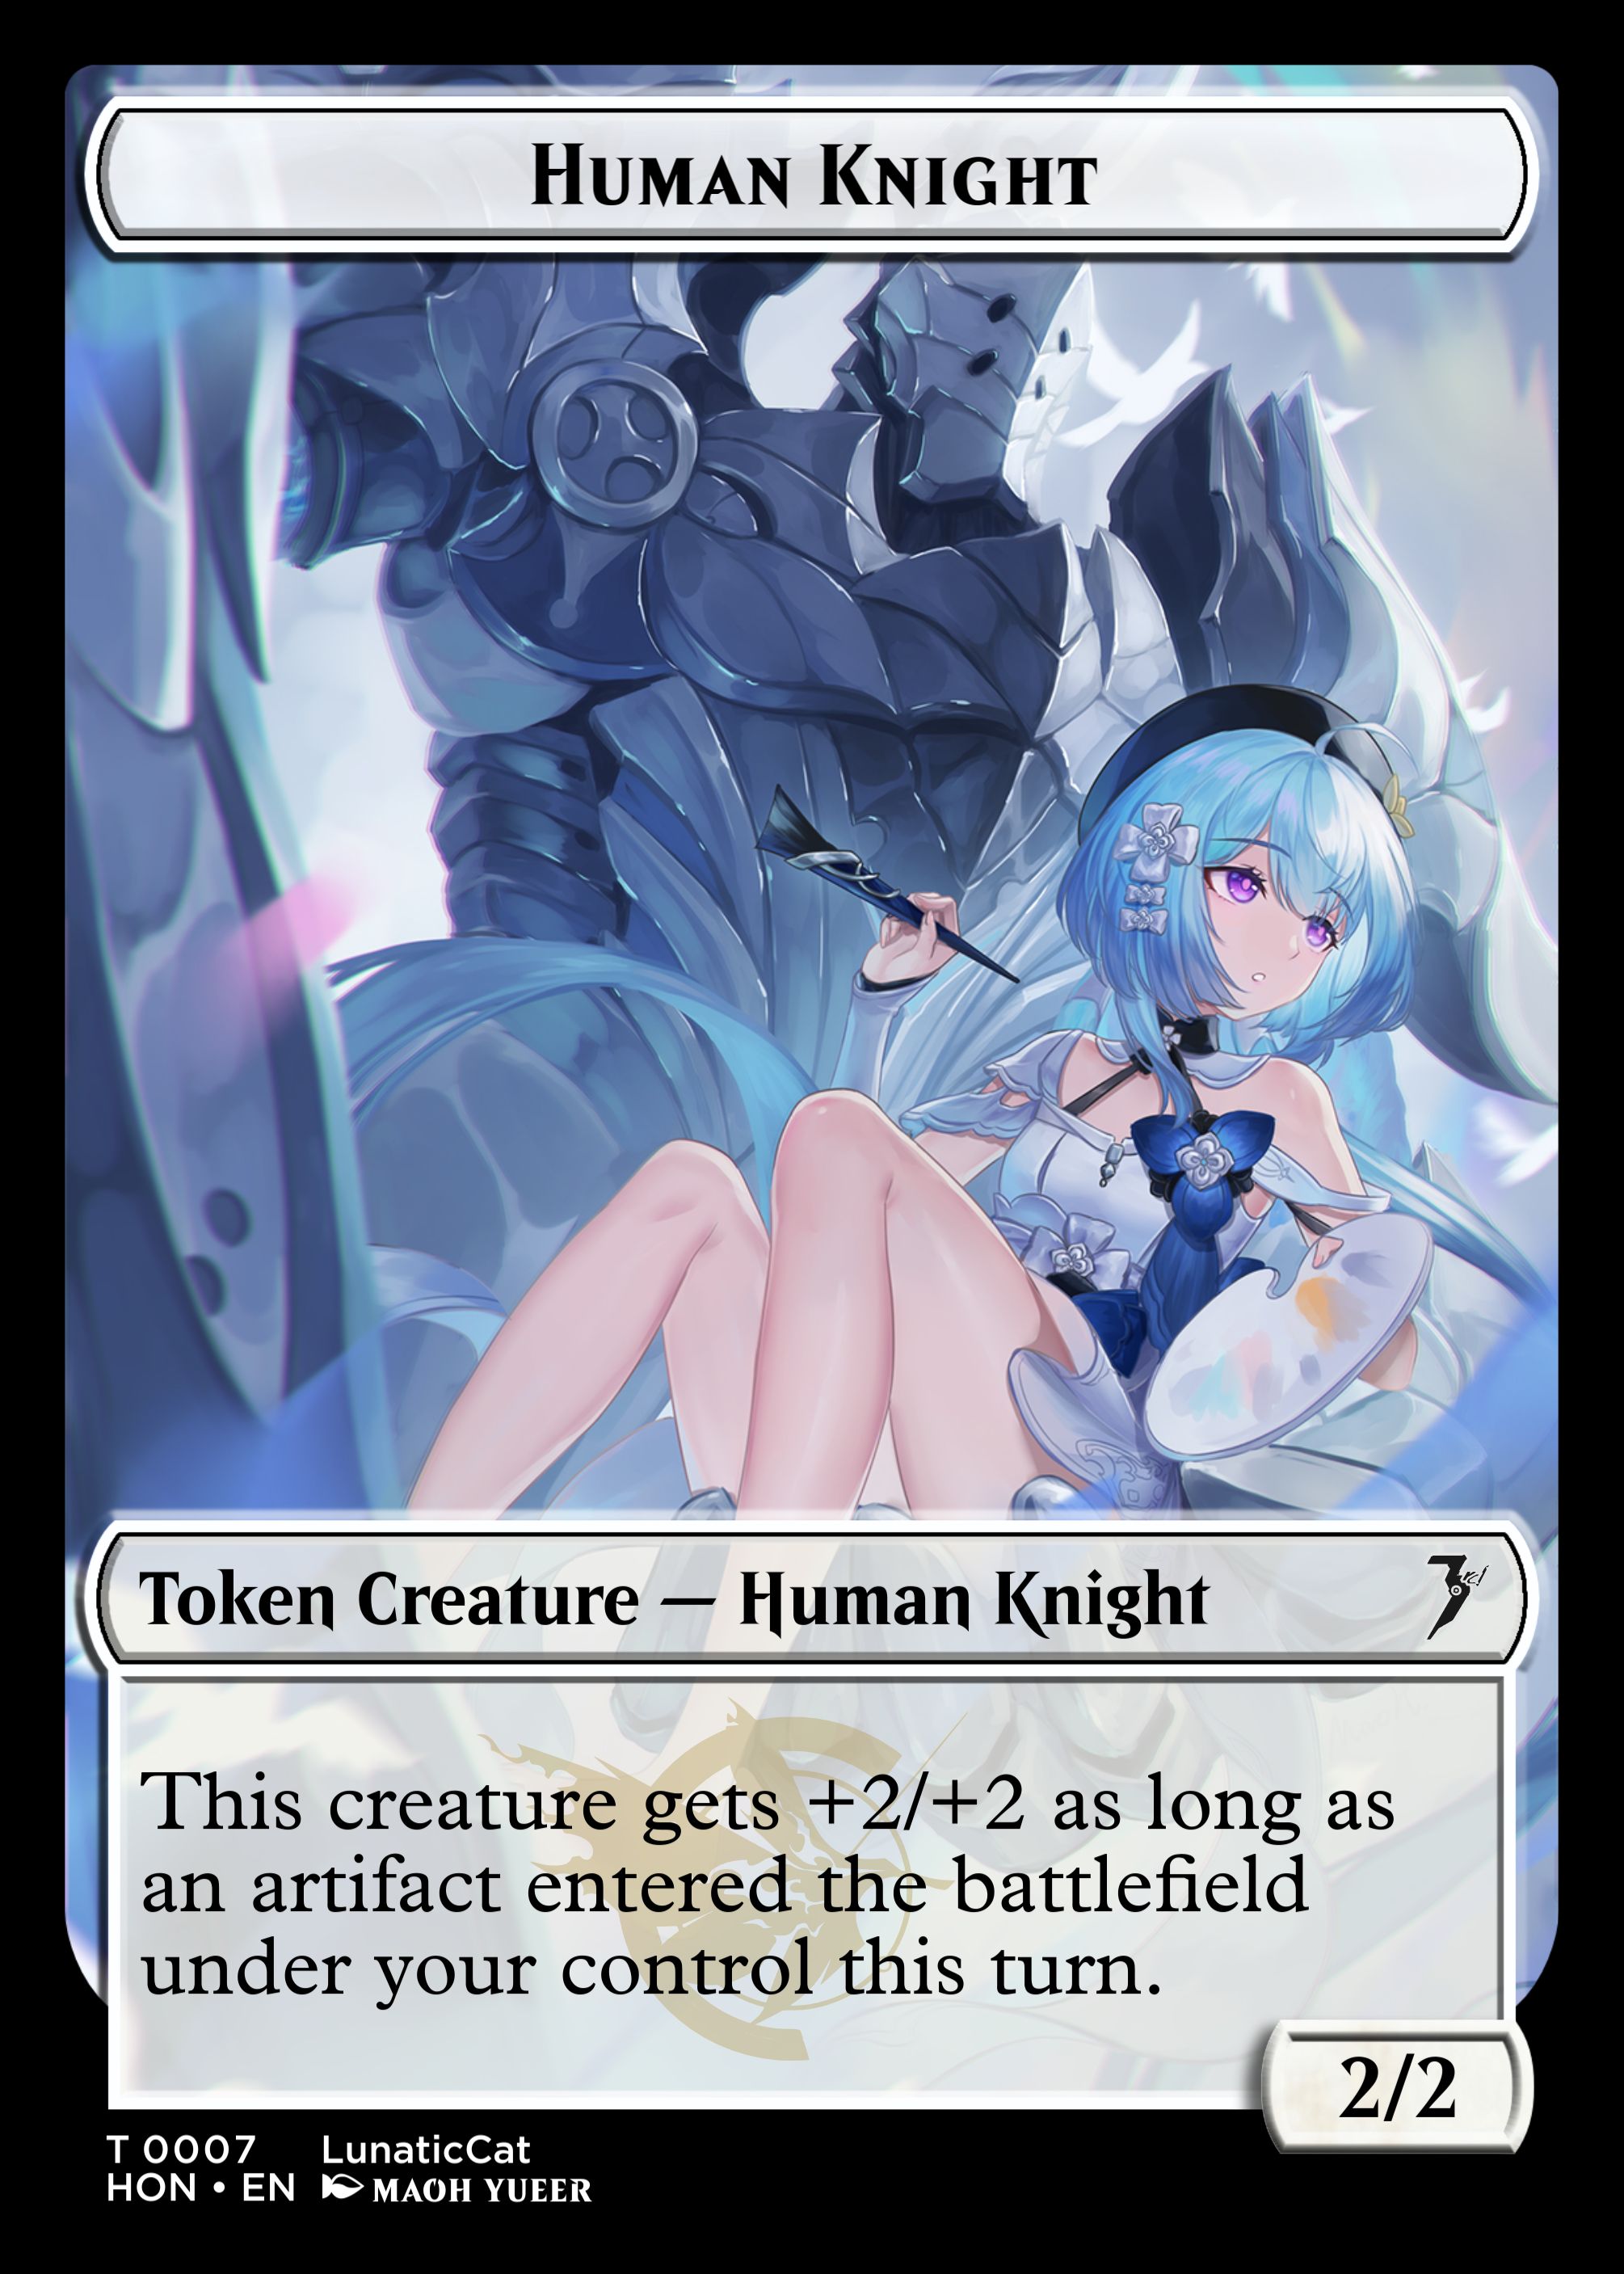 Human Knight
Token Creature — Human Knight
This creature gets +2/+2 as long as
an artifact entered the battlefield
under your control this turn.
2/2
T 0007 LunaticCat
HON • EN MAOH YUEER